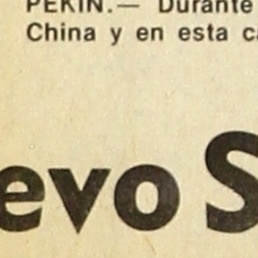 PEKIN.— Durante
China y en esta ca
evo S